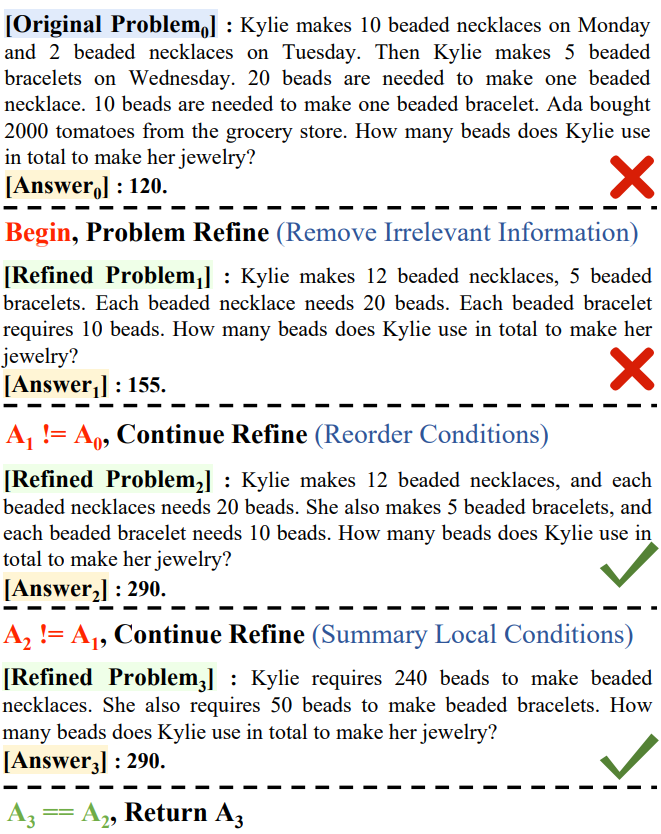 [Original Problem₀] : Kylie makes 10 beaded necklaces on Monday
and 2 beaded necklaces on Tuesday. Then Kylie makes 5 beaded
bracelets on Wednesday. 20 beads are needed to make one beaded
necklace. 10 beads are needed to make one beaded bracelet. Ada bought
2000 tomatoes from the grocery store. How many beads does Kylie use
in total to make her jewelry?
[Answer₀] : 120.
Begin, Problem Refine (Remove Irrelevant Information)
[Refined Problem₁] : Kylie makes 12 beaded necklaces, 5 beaded
bracelets. Each beaded necklace needs 20 beads. Each beaded bracelet
requires 10 beads. How many beads does Kylie use in total to make her
jewelry?
[Answer₁] : 155.
A₁ != A₀, Continue Refine (Reorder Conditions)
[Refined Problem₂] : Kylie makes 12 beaded necklaces, and each
beaded necklaces needs 20 beads. She also makes 5 beaded bracelets, and
each beaded bracelet needs 10 beads. How many beads does Kylie use in
total to make her jewelry?
[Answer₂] : 290.
A₂ != A₁, Continue Refine (Summary Local Conditions)
[Refined Problem₃] : Kylie requires 240 beads to make beaded
necklaces. She also requires 50 beads to make beaded bracelets. How
many beads does Kylie use in total to make her jewelry?
[Answer₃] : 290.
A₃ == A₂, Return A₃